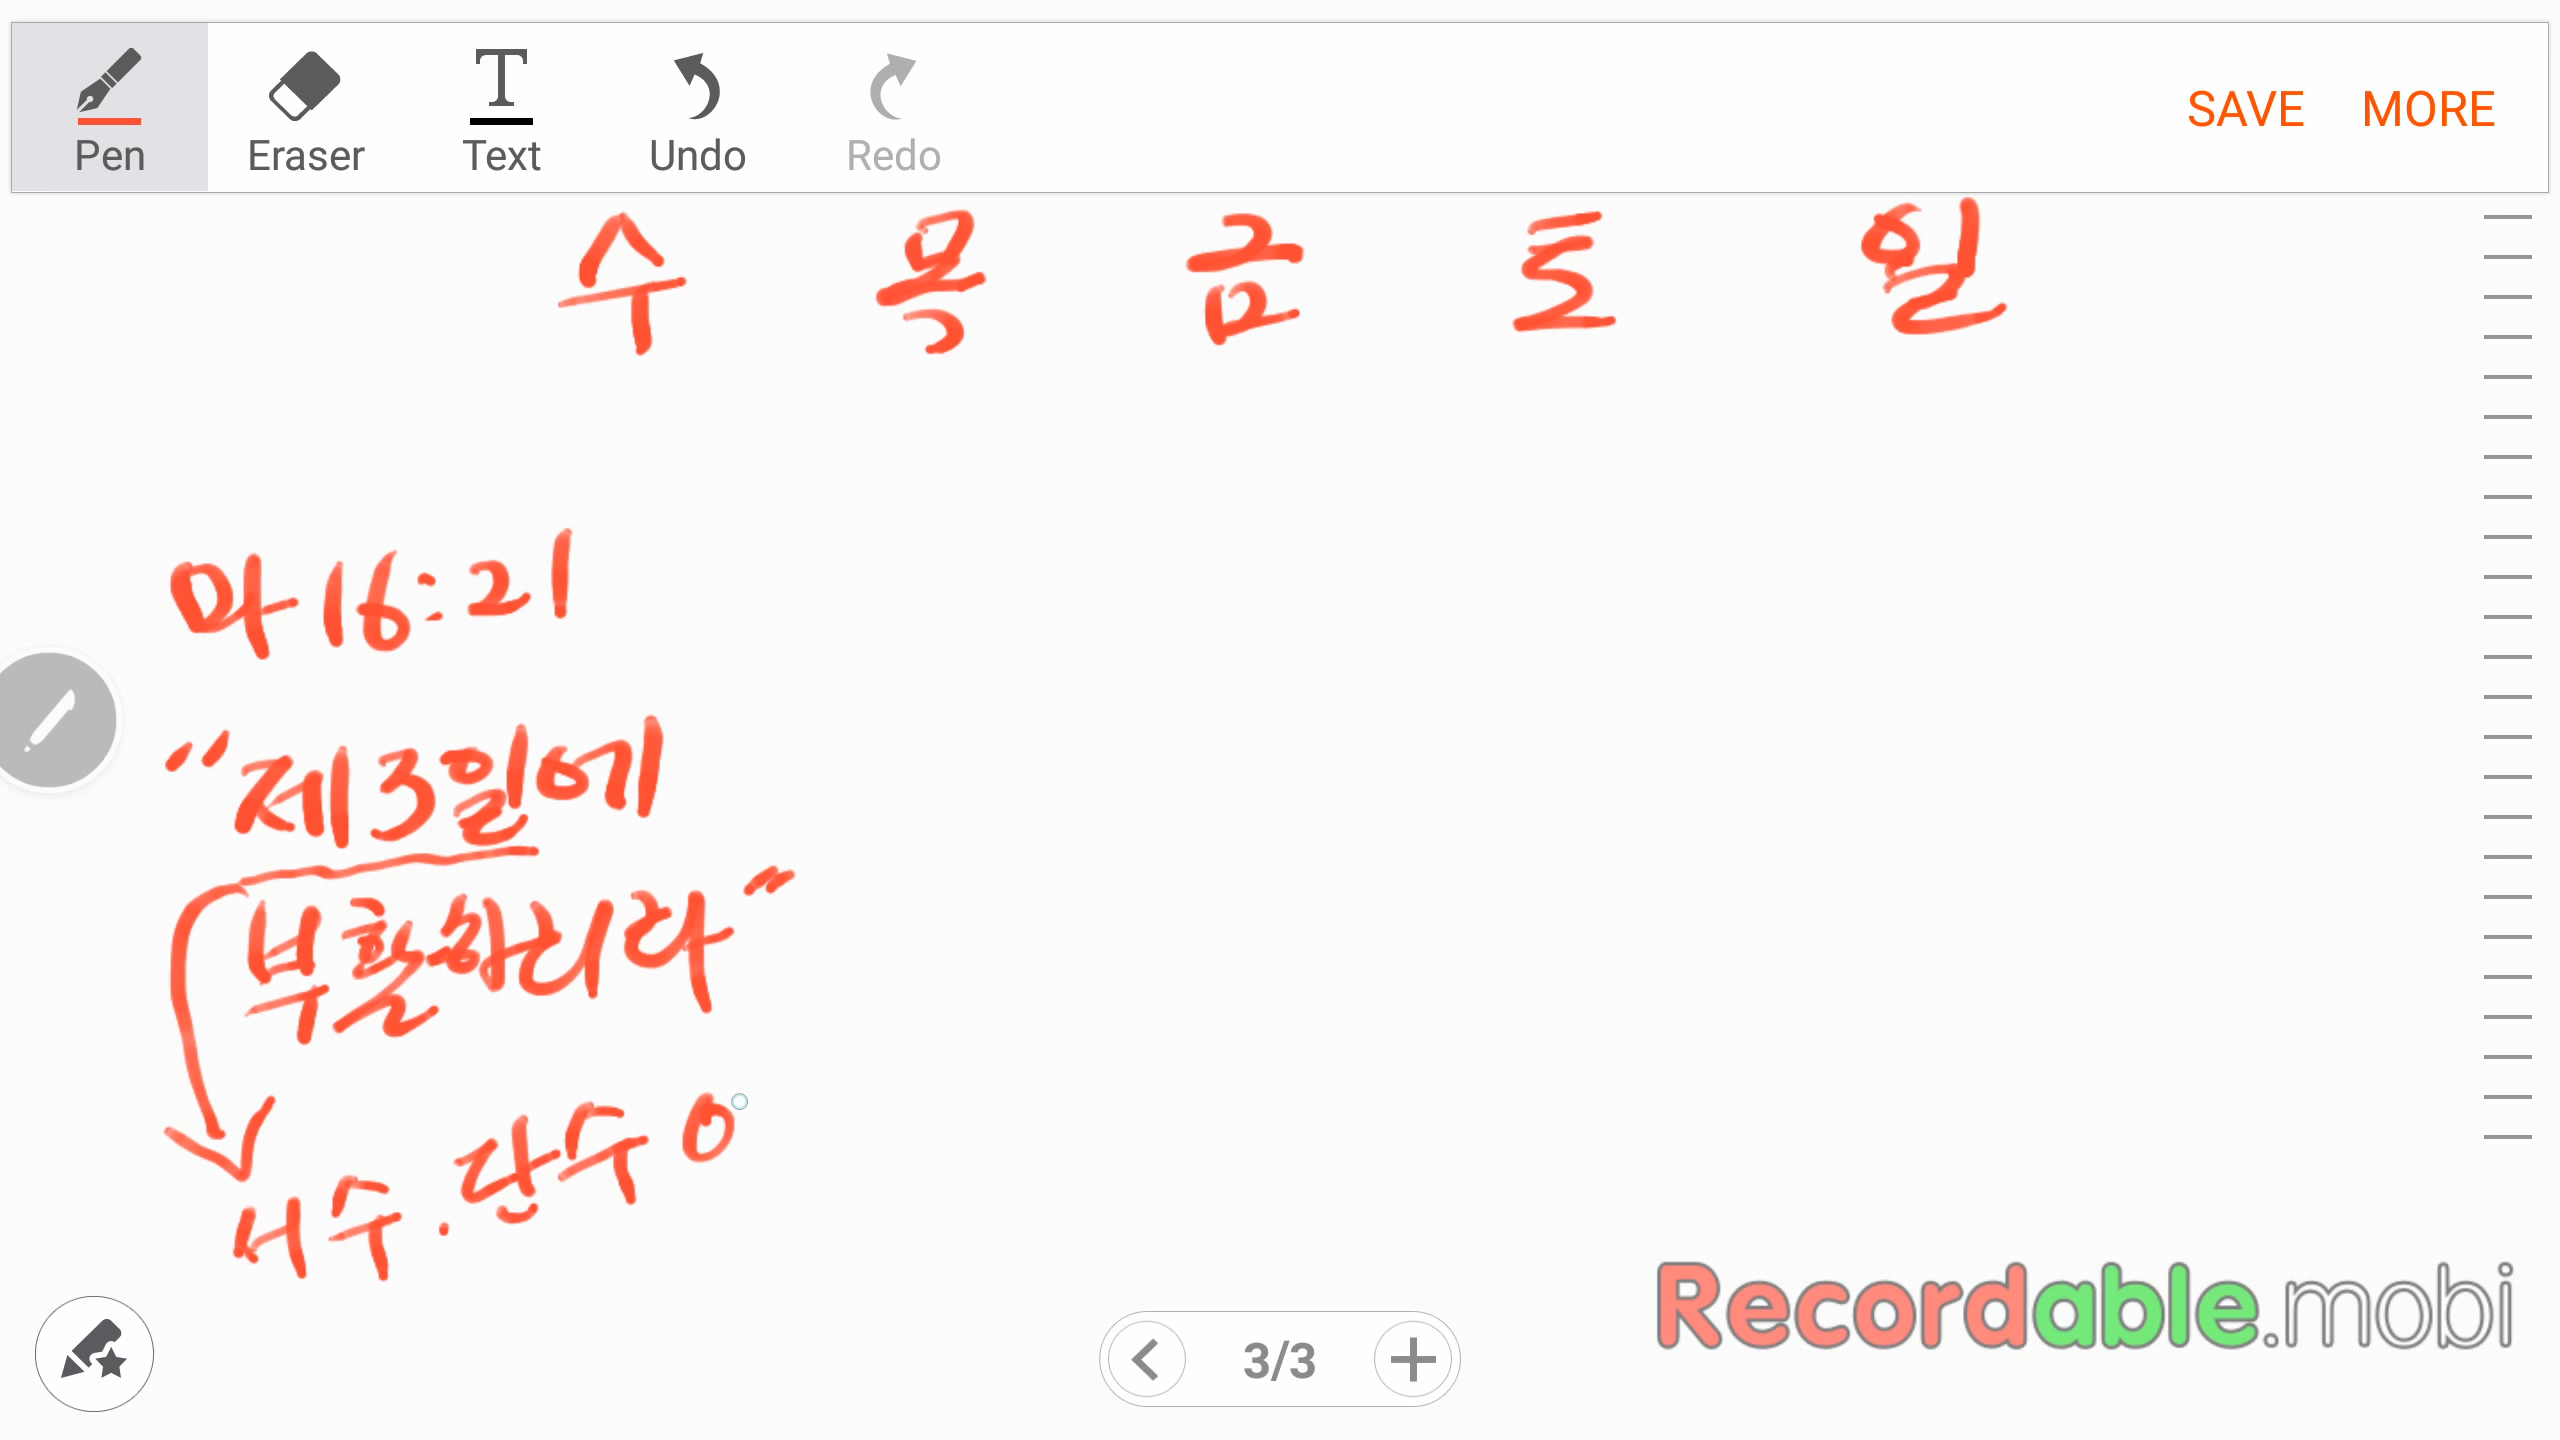 Pen Eraser Text Undo Redo SAVE MORE
수 목 금 토 일
마 16:21
"제3일에
부활하리라"
서수. 단수 0
3/3
Recordable.mobi